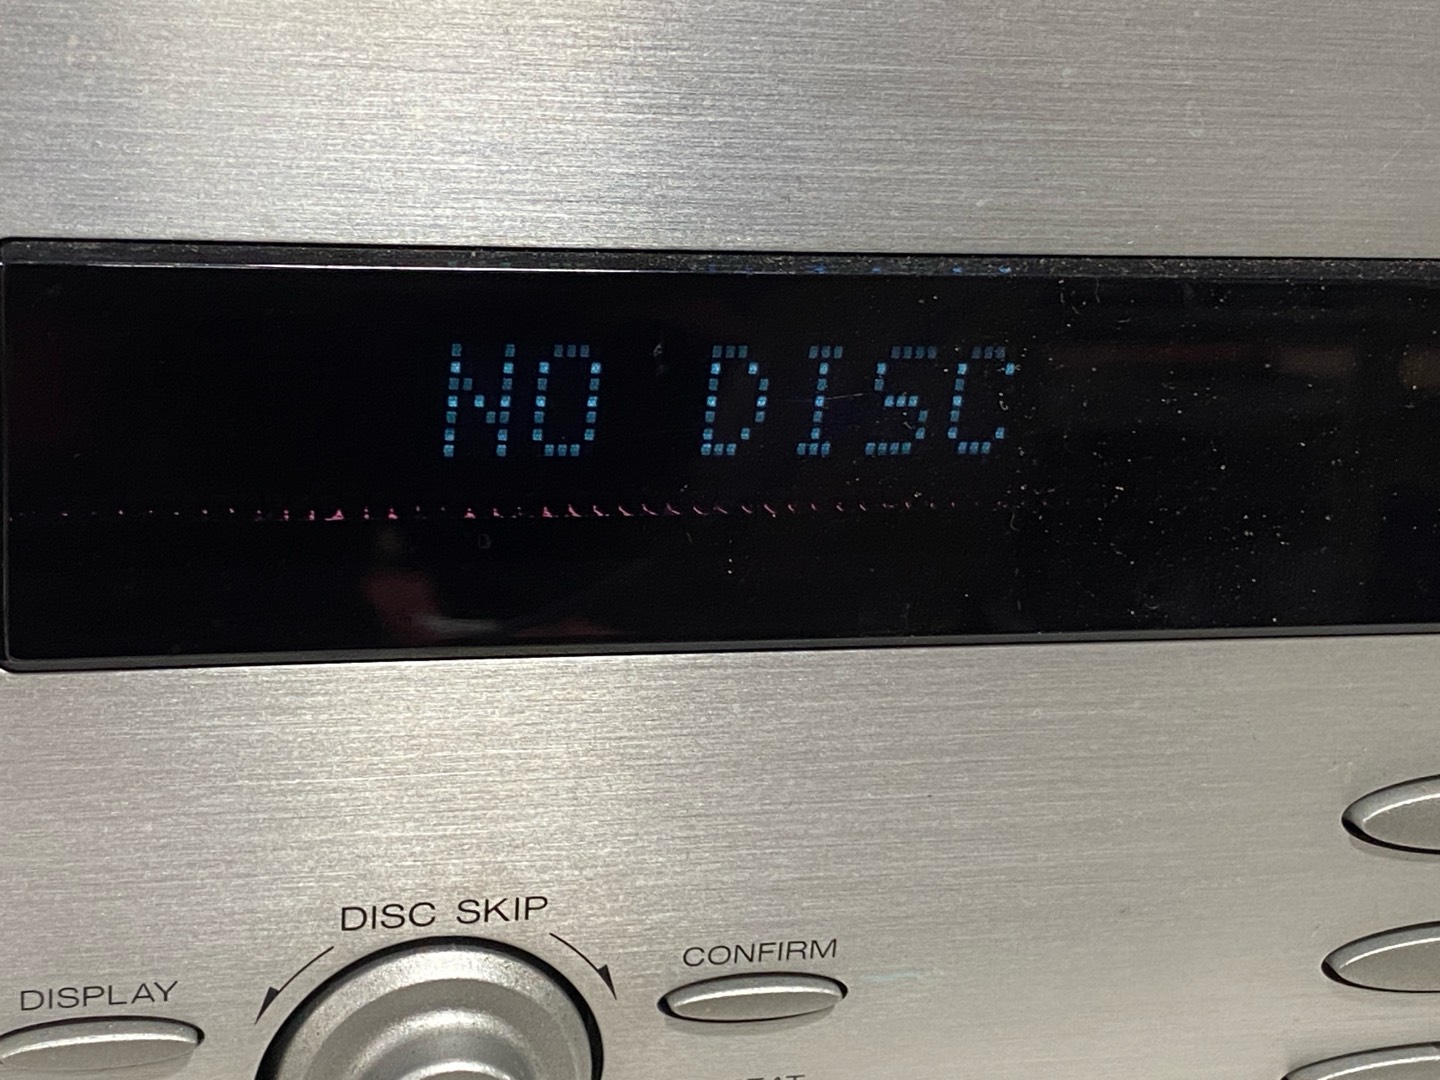 NO DISC
DISC SKIP
CONFIRM
DISPLAY